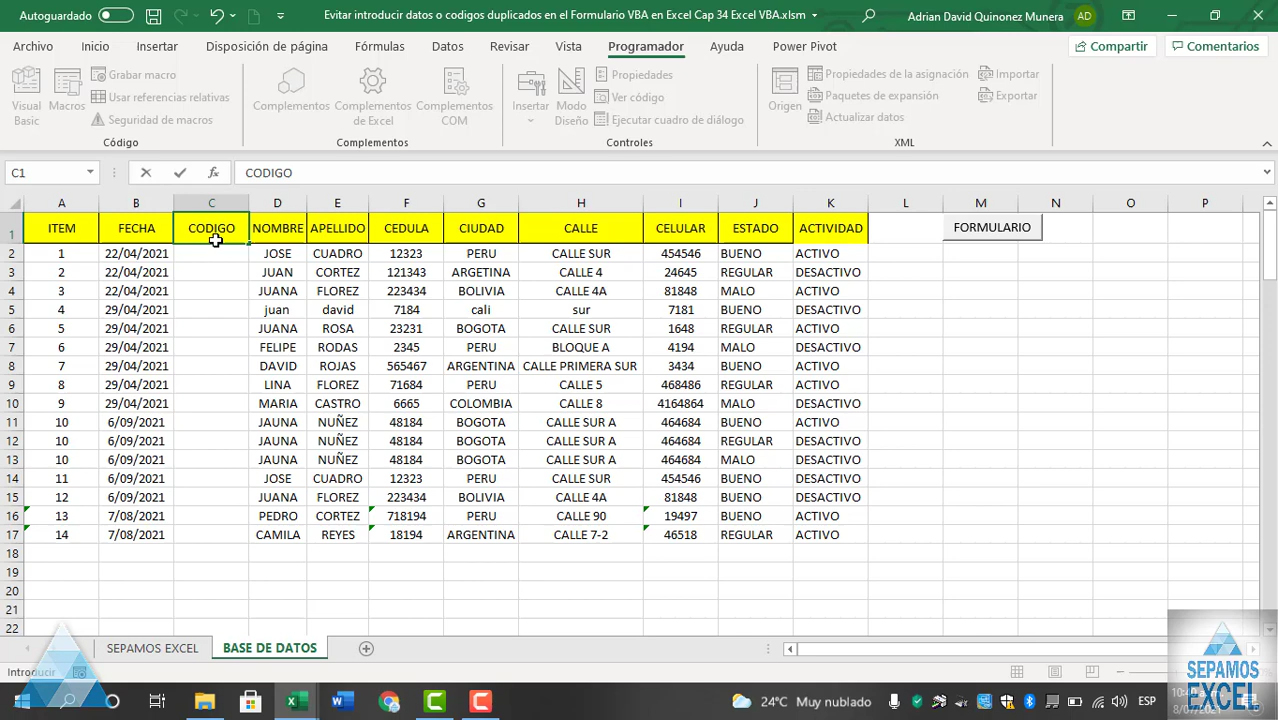 Autoguardado
Evitar introducir datos o codigos duplicados en el Formulario VBA en Excel Cap 34 Excel VBA.xlsm
Adrian David Quinonez Munera AD
Archivo Inicio Insertar Disposición de página Fórmulas Datos Revisar Vista Programador Ayuda Power Pivot Compartir Comentarios
Visual Basic
Macros
Grabar macro
Usar referencias relativas
Seguridad de macros
Código
Complementos
Complementos de Excel
Complementos COM
Complementos
Insertar
Modo Diseño
Propiedades
Ver código
Ejecutar cuadro de diálogo
Controles
Origen
Propiedades de la asignación
Paquetes de expansión
Actualizar datos
Importar
Exportar
XML
C1 fx CODIGO
A B C D E F G H I J K L M N O P
1 ITEM FECHA CODIGO NOMBRE APELLIDO CEDULA CIUDAD CALLE CELULAR ESTADO ACTIVIDAD FORMULARIO
2 1 22/04/2021 JOSE CUADRO 12323 PERU CALLE SUR 454546 BUENO ACTIVO
3 2 22/04/2021 JUAN CORTEZ 121343 ARGETINA CALLE 4 24645 REGULAR DESACTIVO
4 3 22/04/2021 JUANA FLOREZ 223434 BOLIVIA CALLE 4A 81848 MALO ACTIVO
5 4 29/04/2021 juan david 7184 cali sur 7181 BUENO DESACTIVO
6 5 29/04/2021 JUANA ROSA 23231 BOGOTA CALLE SUR 1648 REGULAR ACTIVO
7 6 29/04/2021 FELIPE RODAS 2345 PERU BLOQUE A 4194 MALO DESACTIVO
8 7 29/04/2021 DAVID ROJAS 565467 ARGENTINA CALLE PRIMERA SUR 3434 BUENO ACTIVO
9 8 29/04/2021 LINA FLOREZ 71684 PERU CALLE 5 468486 REGULAR ACTIVO
10 9 29/04/2021 MARIA CASTRO 6665 COLOMBIA CALLE 8 4164864 MALO DESACTIVO
11 10 6/09/2021 JAUNA NUÑEZ 48184 BOGOTA CALLE SUR A 464684 BUENO ACTIVO
12 10 6/09/2021 JAUNA NUÑEZ 48184 BOGOTA CALLE SUR A 464684 REGULAR DESACTIVO
13 10 6/09/2021 JAUNA NUÑEZ 48184 BOGOTA CALLE SUR A 464684 MALO DESACTIVO
14 11 6/09/2021 JOSE CUADRO 12323 PERU CALLE SUR 454546 BUENO DESACTIVO
15 12 6/09/2021 JUANA FLOREZ 223434 BOLIVIA CALLE 4A 81848 BUENO DESACTIVO
16 13 7/08/2021 PEDRO CORTEZ 718194 PERU CALLE 90 19497 BUENO ACTIVO
17 14 7/08/2021 CAMILA REYES 18194 ARGENTINA CALLE 7-2 46518 REGULAR ACTIVO
18
19
20
21
22
SEPAMOS EXCEL BASE DE DATOS
Introducir
24°C Muy nublado ESP
SEPAMOS
EXCEL